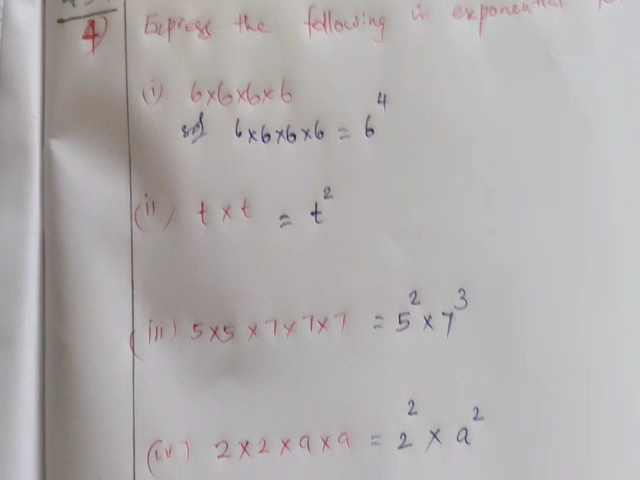 4) Express the following in exponential
(i) 6×6×6×6
sol 6×6×6×6 = 6⁴
(ii) t×t = t²
(iii) 5×5×7×7×7 = 5²×7³
(iv) 2×2×a×a = 2²×a²